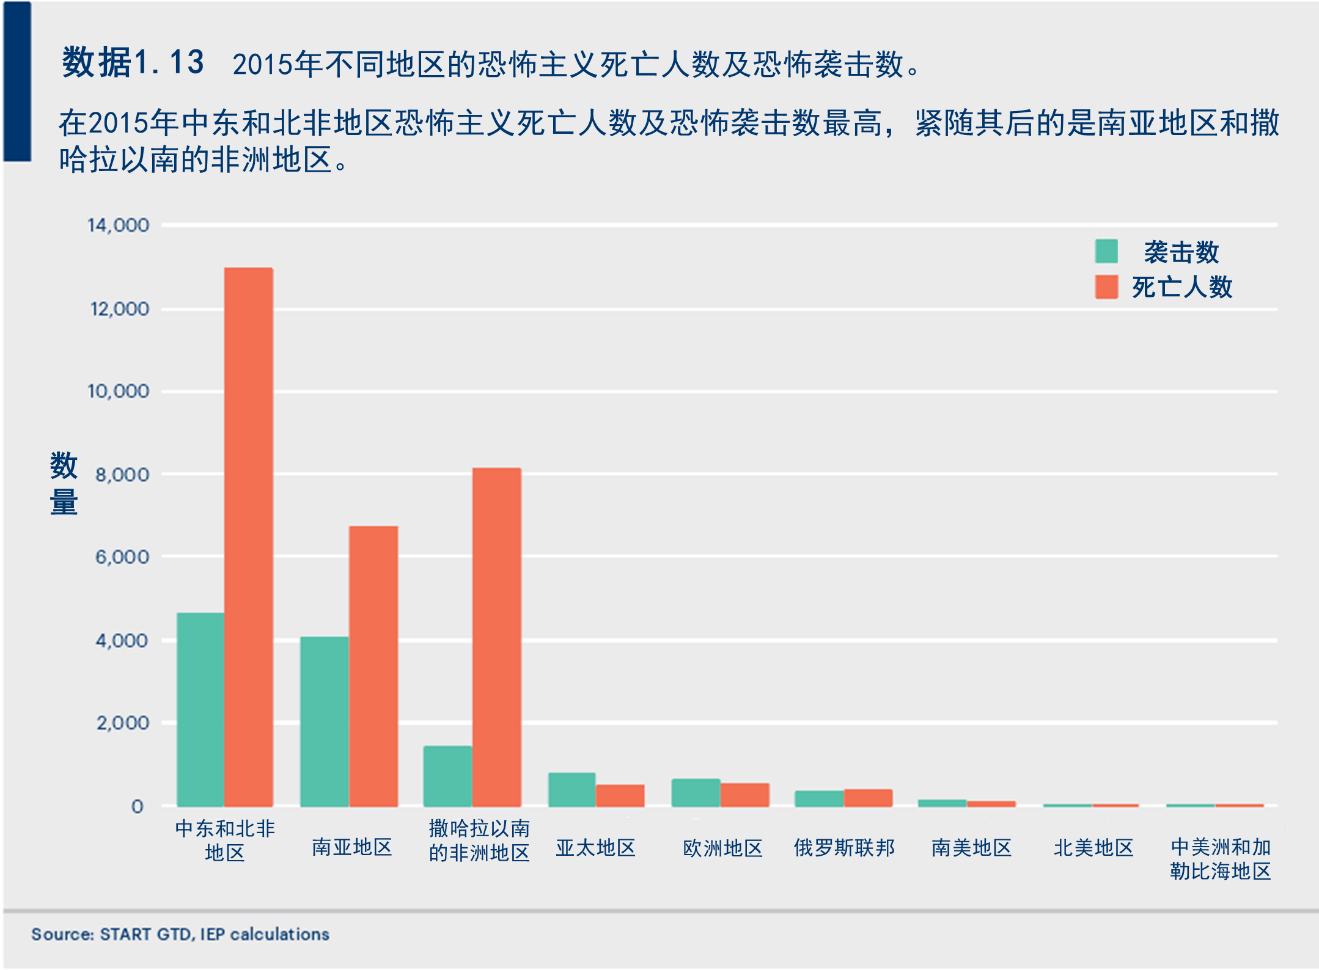 数据1.13 2015年不同地区的恐怖主义死亡人数及恐怖袭击数。
在2015年中东和北非地区恐怖主义死亡人数及恐怖袭击数最高，紧随其后的是南亚地区和撒
哈拉以南的非洲地区。
14,000
12,000
10,000
8,000
6,000
4,000
2,000
0
数
量
袭击数
死亡人数
中东和北非
地区
南亚地区
撒哈拉以南
的非洲地区
亚太地区
欧洲地区
俄罗斯联邦
南美地区
北美地区
中美洲和加
勒比海地区
Source: START GTD, IEP calculations